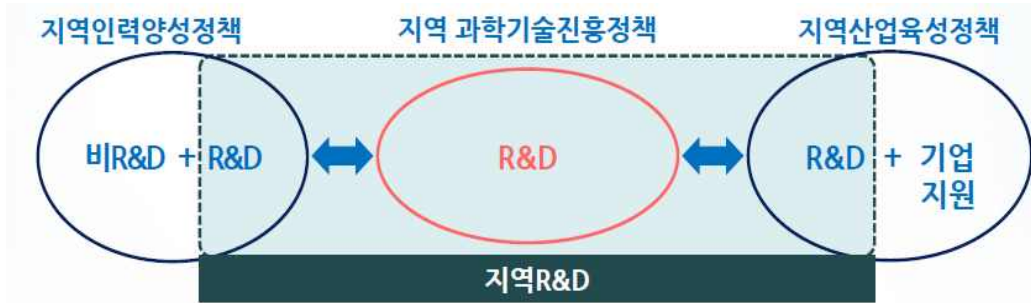 지역인력양성정책
지역 과학기술진흥정책
지역산업육성정책
비R&D + R&D
R&D
R&D + 기업
지원
지역R&D